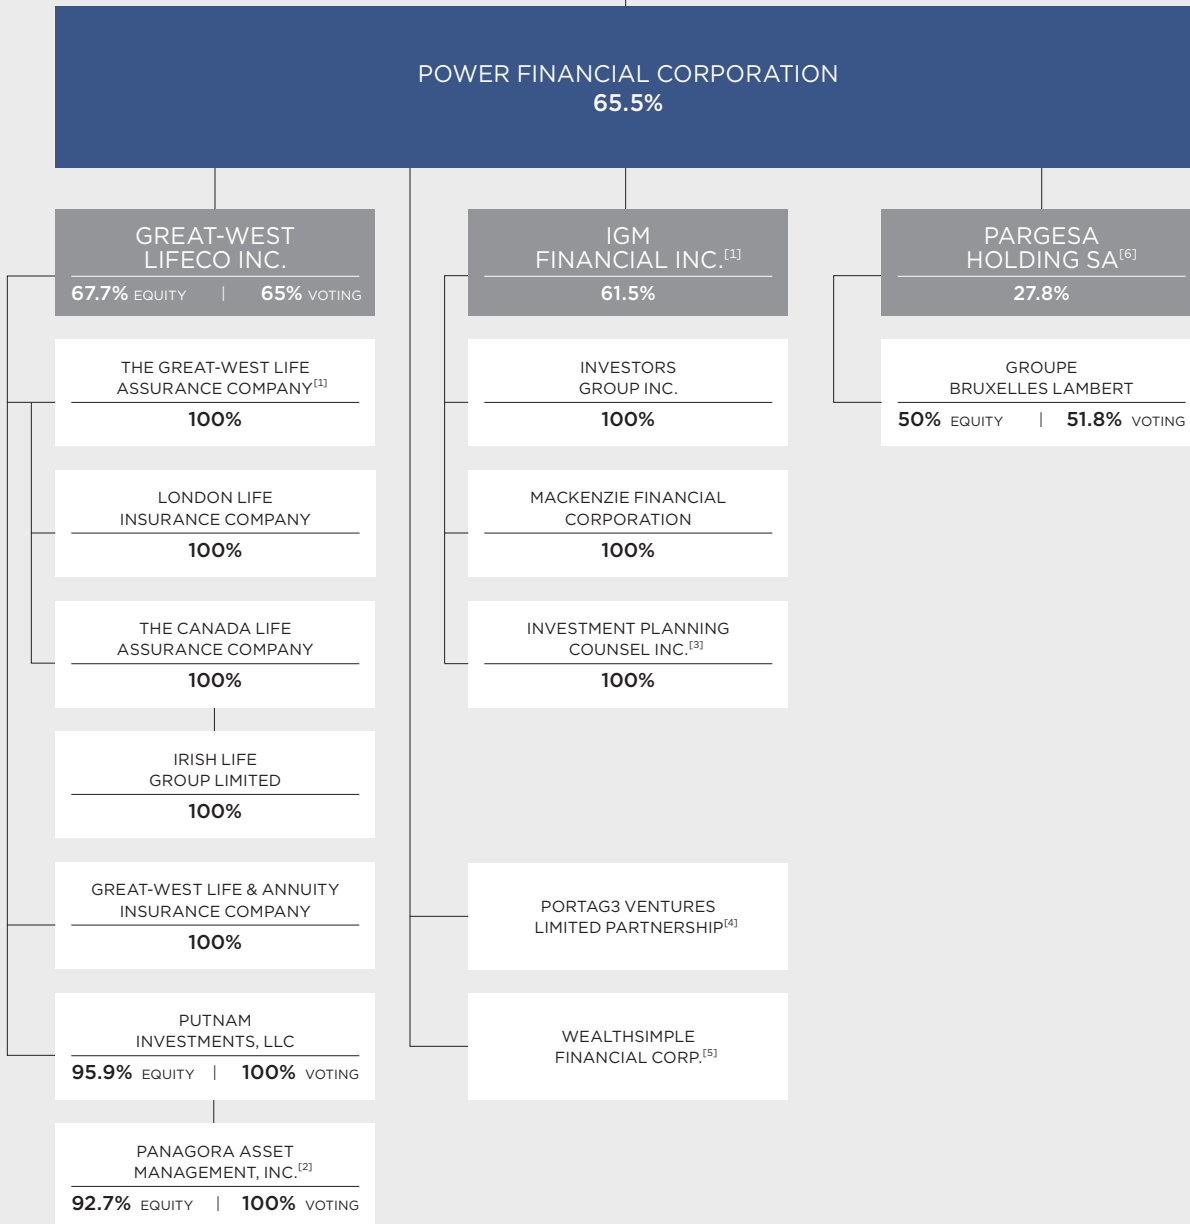 POWER FINANCIAL CORPORATION
65.5%
GREAT-WEST
LIFECO INC.
67.7% EQUITY | 65% VOTING
THE GREAT-WEST LIFE
ASSURANCE COMPANY[1]
100%
LONDON LIFE
INSURANCE COMPANY
100%
THE CANADA LIFE
ASSURANCE COMPANY
100%
IRISH LIFE
GROUP LIMITED
100%
GREAT-WEST LIFE & ANNUITY
INSURANCE COMPANY
100%
PUTNAM
INVESTMENTS, LLC
95.9% EQUITY | 100% VOTING
PANAGORA ASSET
MANAGEMENT, INC.[2]
92.7% EQUITY | 100% VOTING
IGM
FINANCIAL INC.[1]
61.5%
INVESTORS
GROUP INC.
100%
MACKENZIE FINANCIAL
CORPORATION
100%
INVESTMENT PLANNING
COUNSEL INC.[3]
100%
PORTAG3 VENTURES
LIMITED PARTNERSHIP[4]
WEALTHSIMPLE
FINANCIAL CORP.[5]
PARGESA
HOLDING SA[6]
27.8%
GROUPE
BRUXELLES LAMBERT
50% EQUITY | 51.8% VOTING